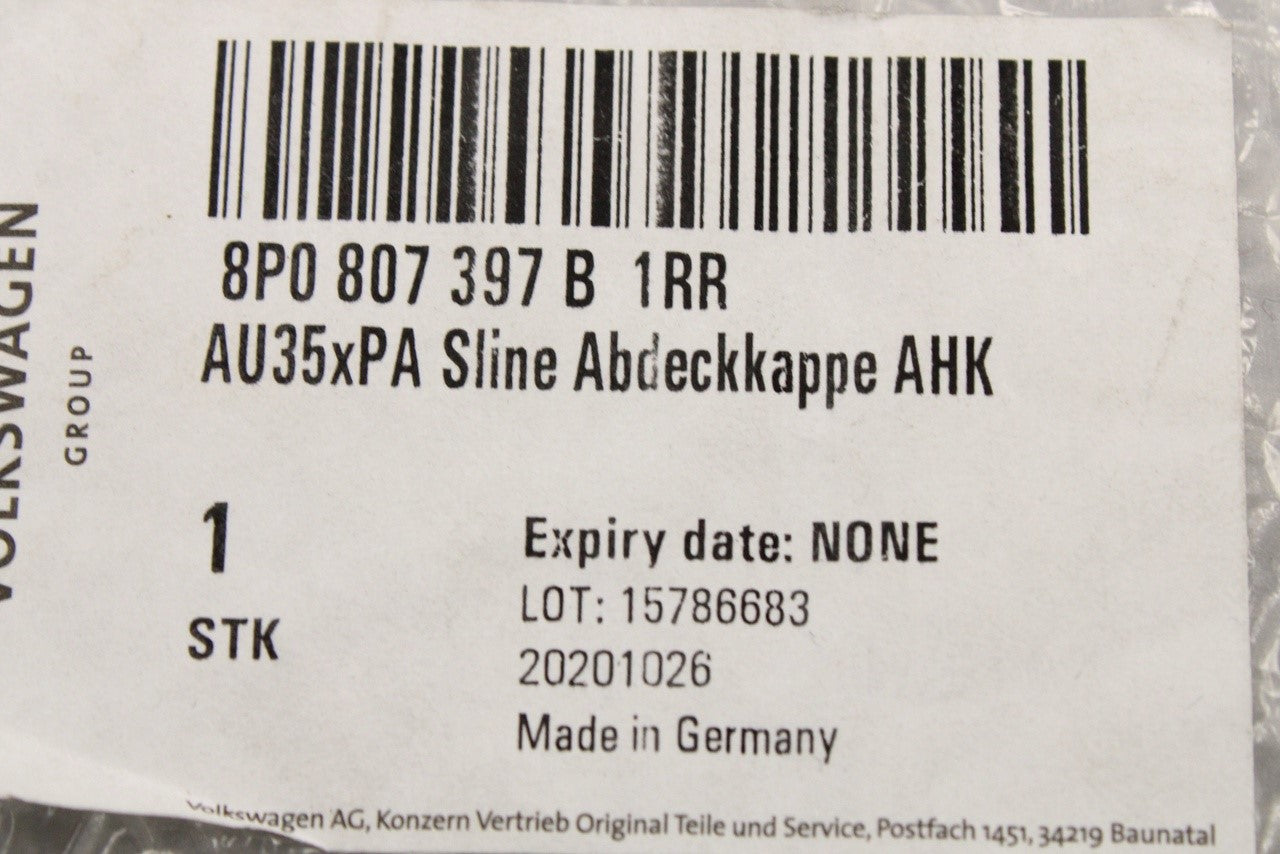 VOLKSWAGEN
GROUP
8P0 807 397 B 1RR
AU35xPA Sline Abdeckkappe AHK
1
STK
Expiry date: NONE
LOT: 15786683
20201026
Made in Germany
Volkswagen AG, Konzern Vertrieb Original Teile und Service, Postfach 1451, 34219 Baunatal